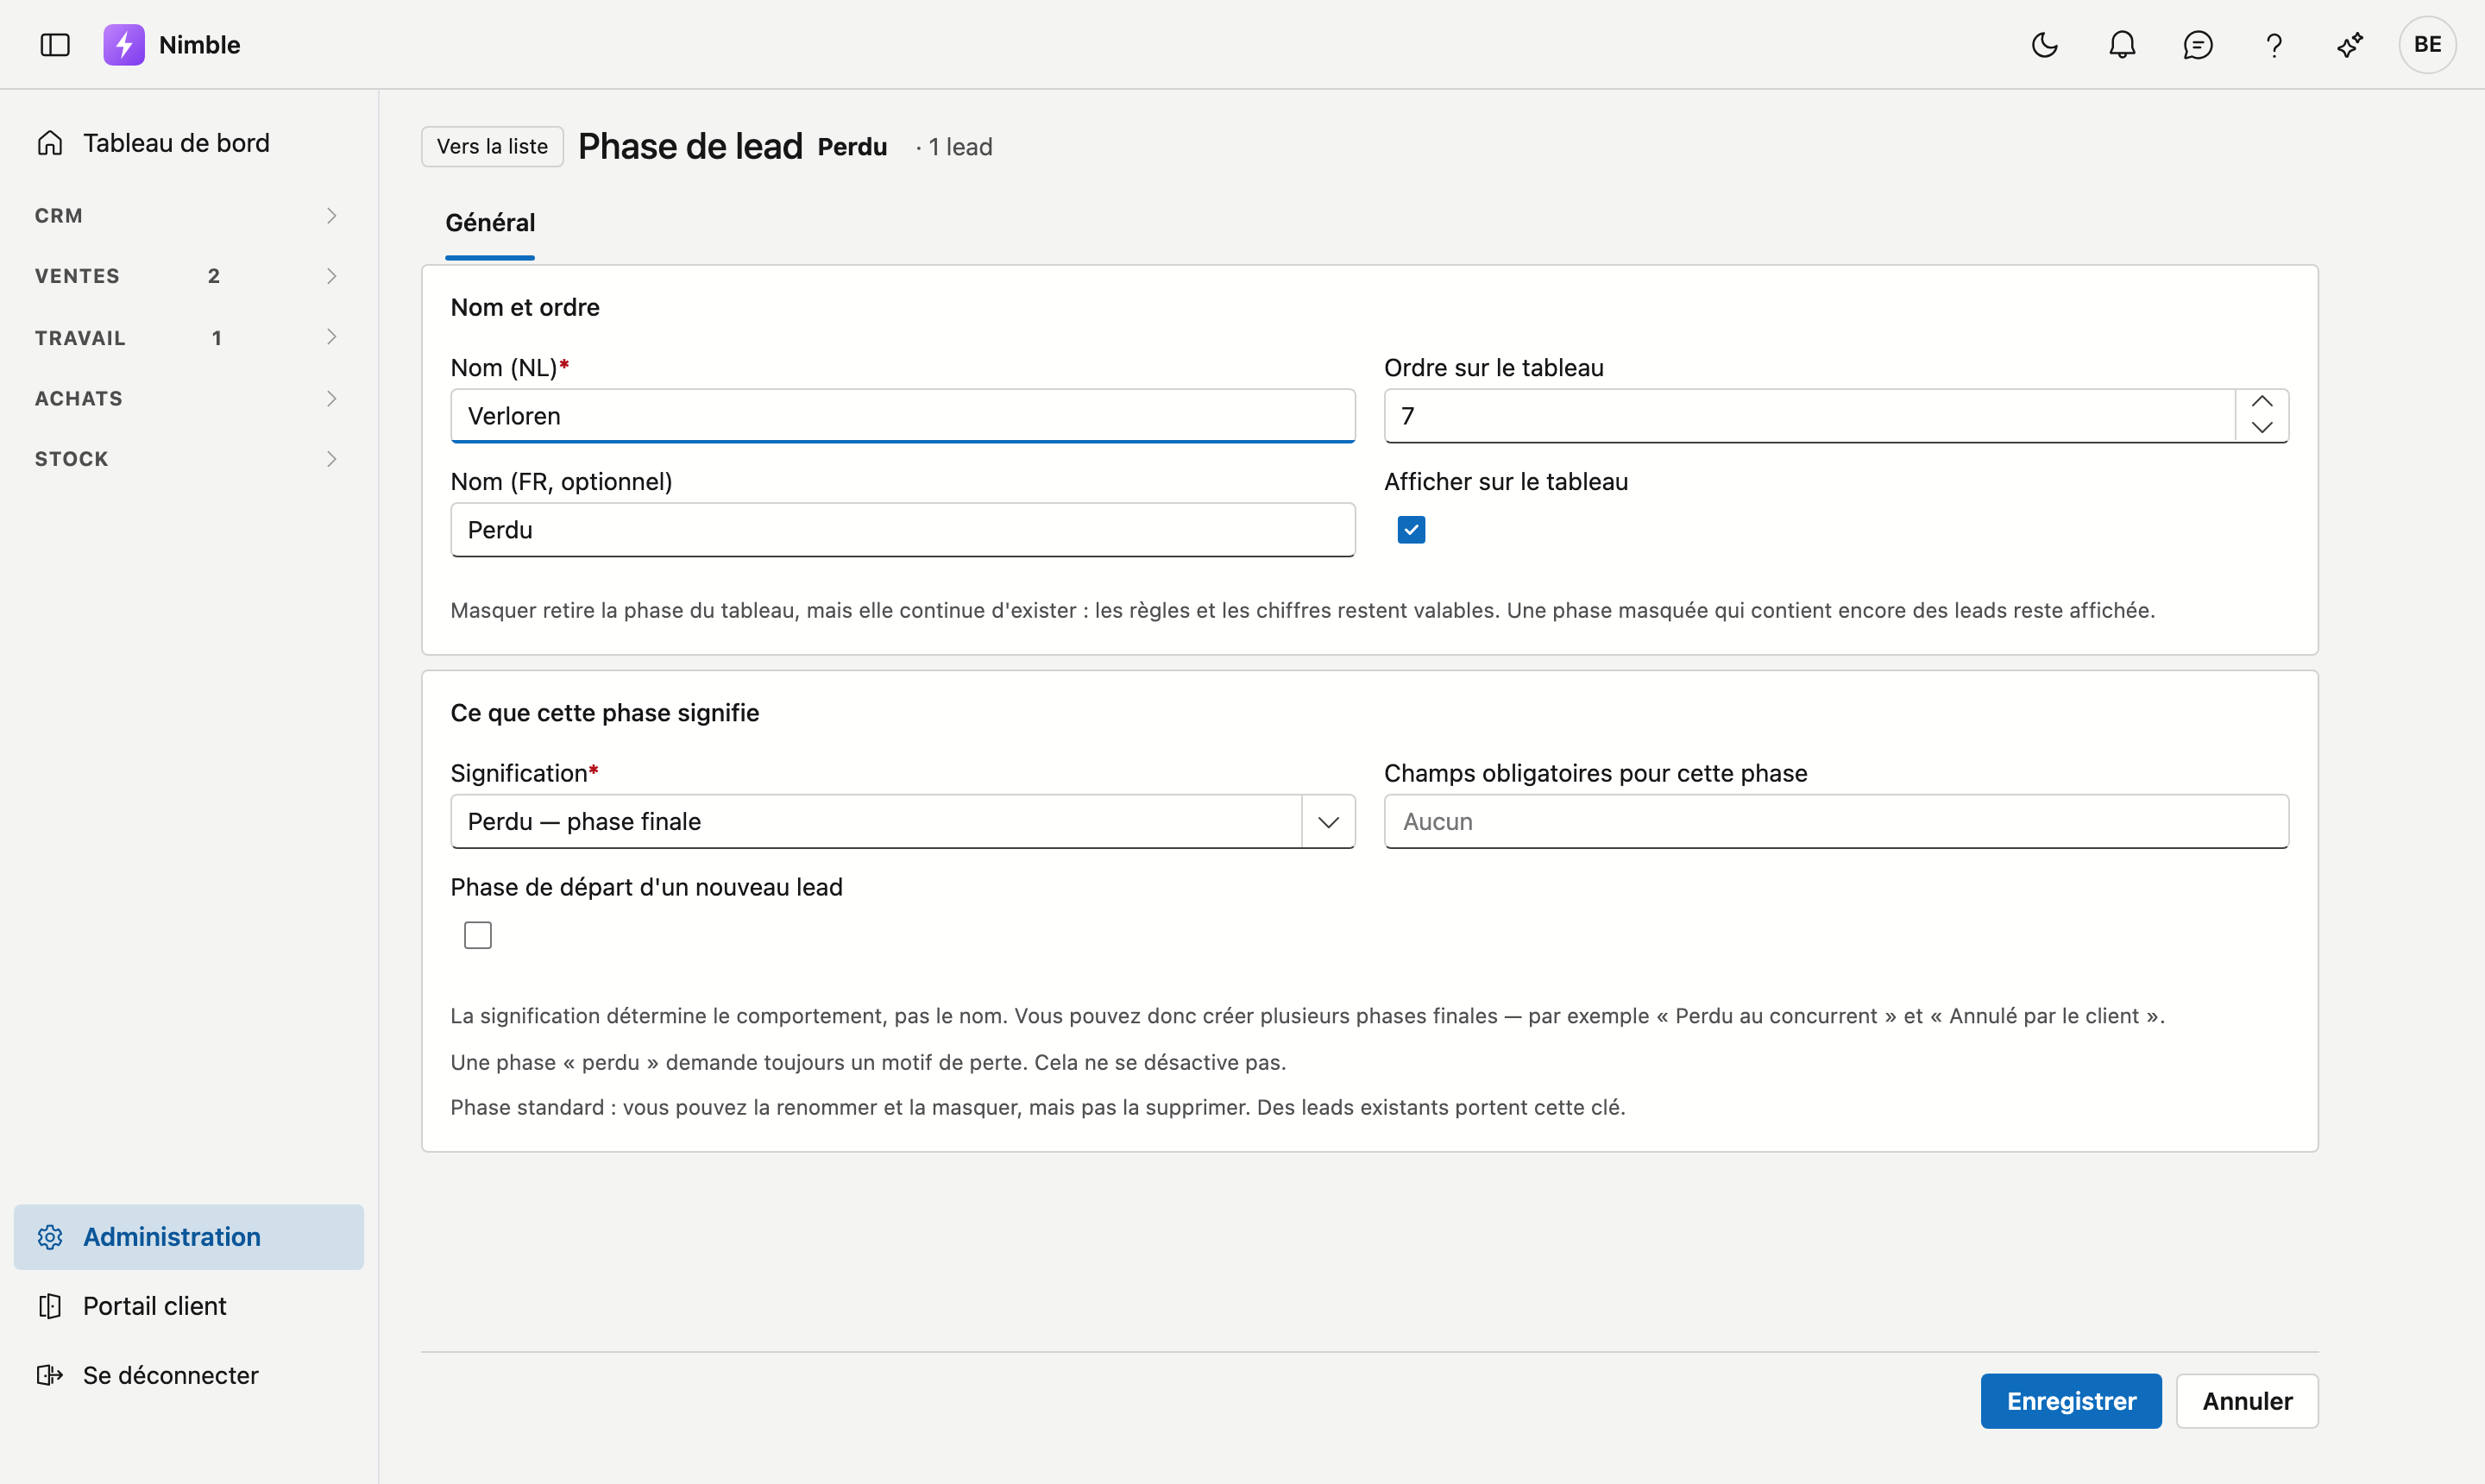 Nimble
BE
Tableau de bord
CRM
VENTES 2
TRAVAIL 1
ACHATS
STOCK
Administration
Portail client
Se déconnecter
Vers la liste Phase de lead Perdu · 1 lead
Général
Nom et ordre
Nom (NL)*
Verloren
Ordre sur le tableau
7
Nom (FR, optionnel)
Perdu
Afficher sur le tableau
Masquer retire la phase du tableau, mais elle continue d'exister : les règles et les chiffres restent valables. Une phase masquée qui contient encore des leads reste affichée.
Ce que cette phase signifie
Signification*
Perdu — phase finale
Champs obligatoires pour cette phase
Aucun
Phase de départ d'un nouveau lead
La signification détermine le comportement, pas le nom. Vous pouvez donc créer plusieurs phases finales — par exemple « Perdu au concurrent » et « Annulé par le client ».
Une phase « perdu » demande toujours un motif de perte. Cela ne se désactive pas.
Phase standard : vous pouvez la renommer et la masquer, mais pas la supprimer. Des leads existants portent cette clé.
Enregistrer
Annuler